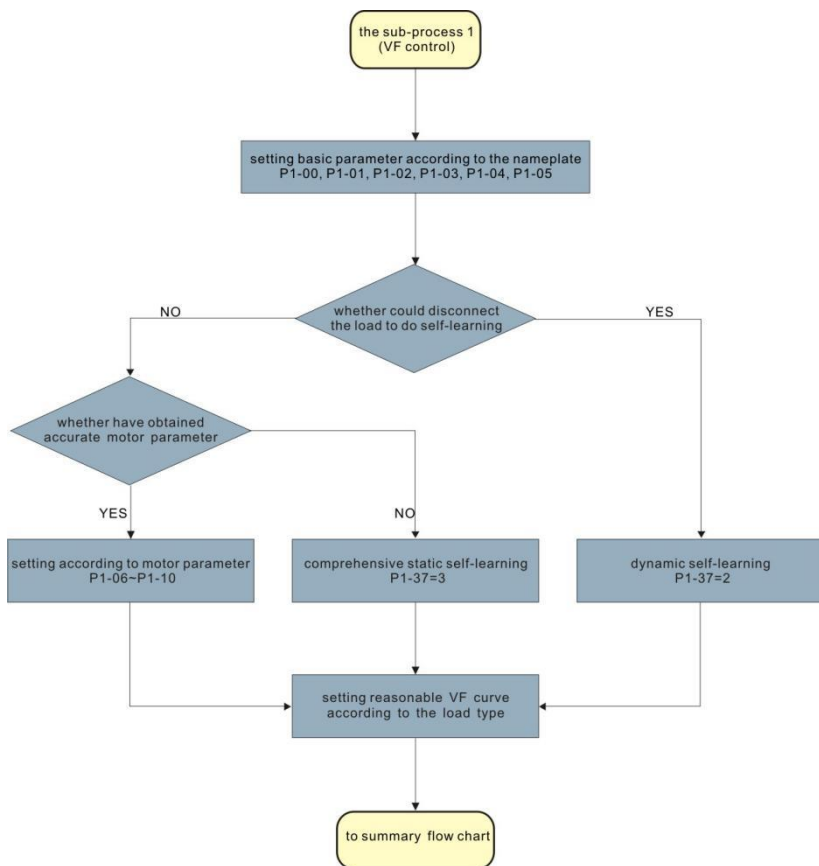 the sub-process 1
(VF control)
setting basic parameter according to the nameplate
P1-00, P1-01, P1-02, P1-03, P1-04, P1-05
whether could disconnect
the load to do self-learning
NO
YES
whether have obtained
accurate motor parameter
YES
NO
setting according to motor parameter
P1-06~P1-10
comprehensive static self-learning
P1-37=3
dynamic self-learning
P1-37=2
setting reasonable VF curve
according to the load type
to summary flow chart